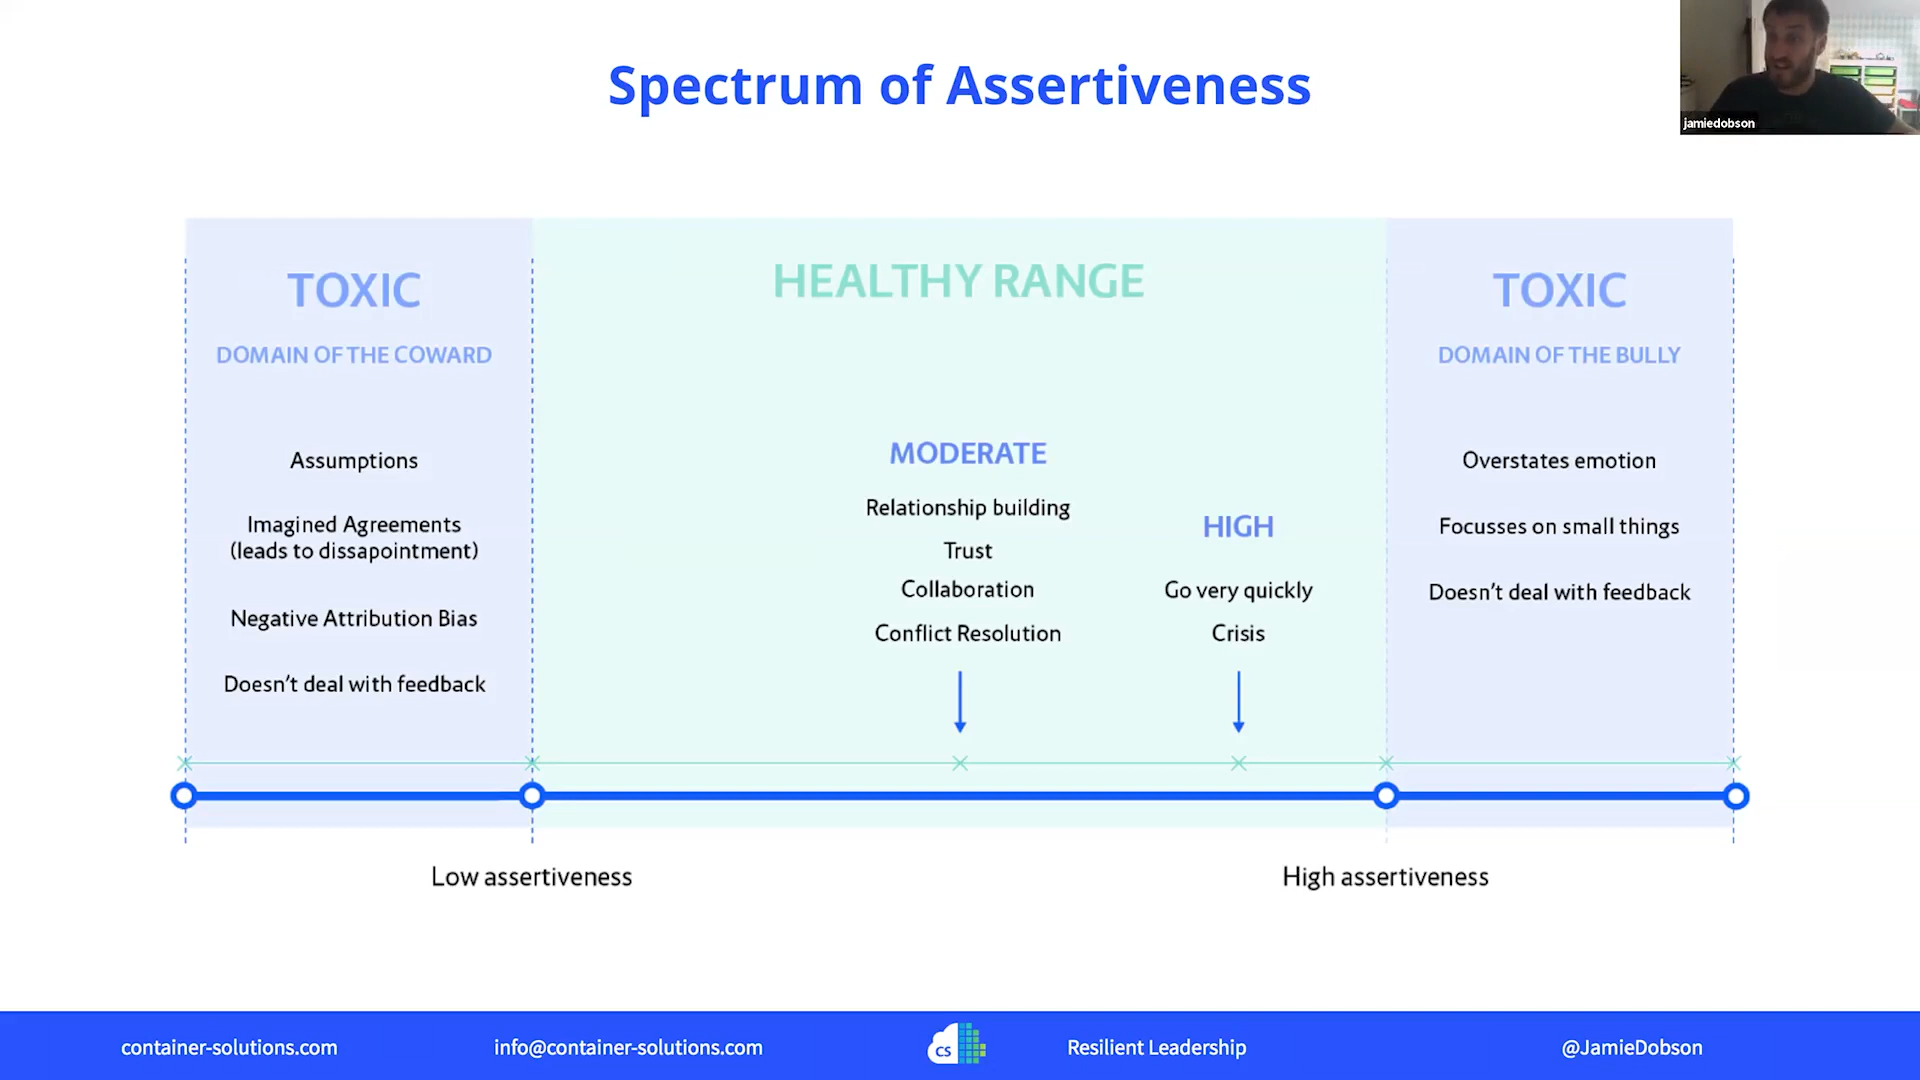 Spectrum of Assertiveness
jamiedobson
TOXIC
DOMAIN OF THE COWARD
Assumptions
Imagined Agreements
(leads to dissapointment)
Negative Attribution Bias
Doesn't deal with feedback
HEALTHY RANGE
MODERATE
Relationship building
Trust
Collaboration
Conflict Resolution
HIGH
Go very quickly
Crisis
TOXIC
DOMAIN OF THE BULLY
Overstates emotion
Focusses on small things
Doesn't deal with feedback
Low assertiveness
High assertiveness
container-solutions.com
info@container-solutions.com
CS
Resilient Leadership
@JamieDobson